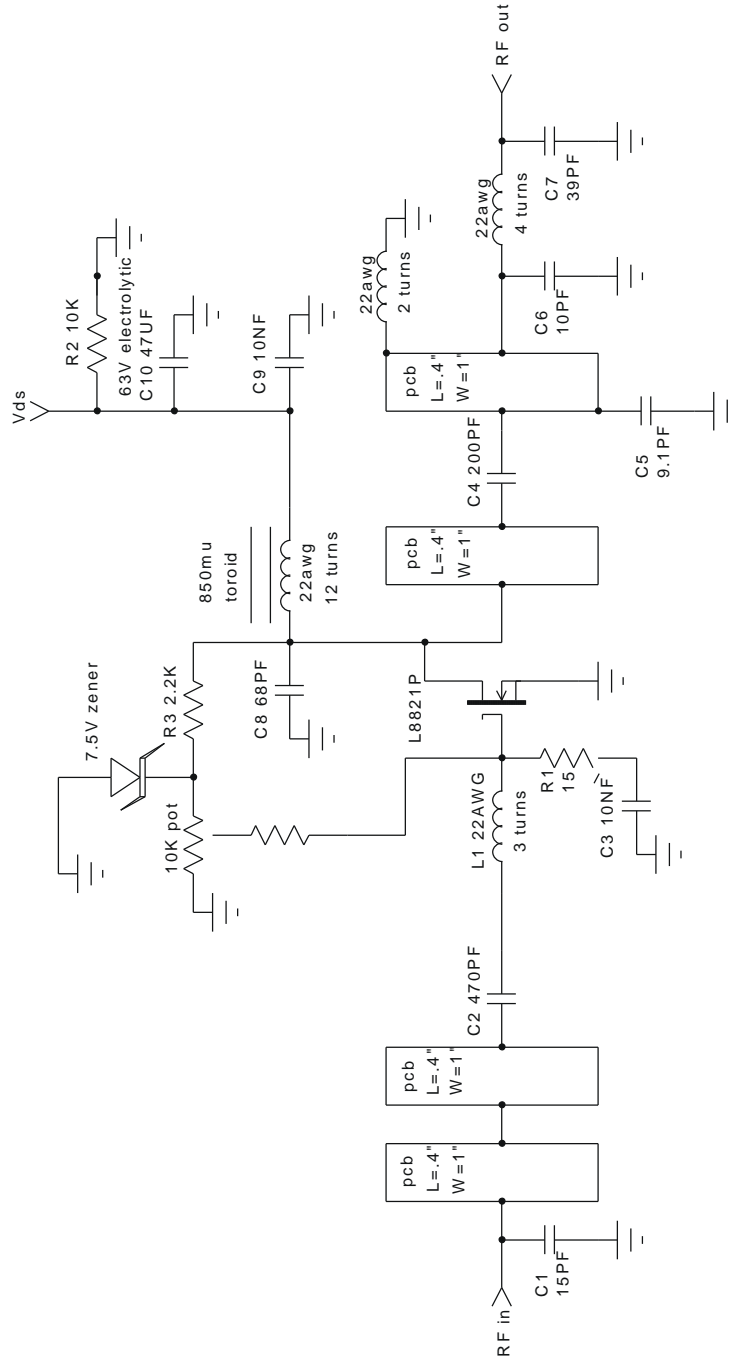 RF in
C1
15PF
pcb
L=.4"
W=1"
pcb
L=.4"
W=1"
C2 470PF
L1 22AWG
3 turns
R1
15
C3 10NF
10K pot
7.5V zener
R3 2.2K
C8 68PF
L8821P
850mu
toroid
22awg
12 turns
Vds
R2 10K
63V electrolytic
C10 47UF
C9 10NF
pcb
L=.4"
W=1"
C4 200PF
pcb
L=.4"
W=1"
C5
9.1PF
22awg
2 turns
C6
10PF
22awg
4 turns
C7
39PF
RF out